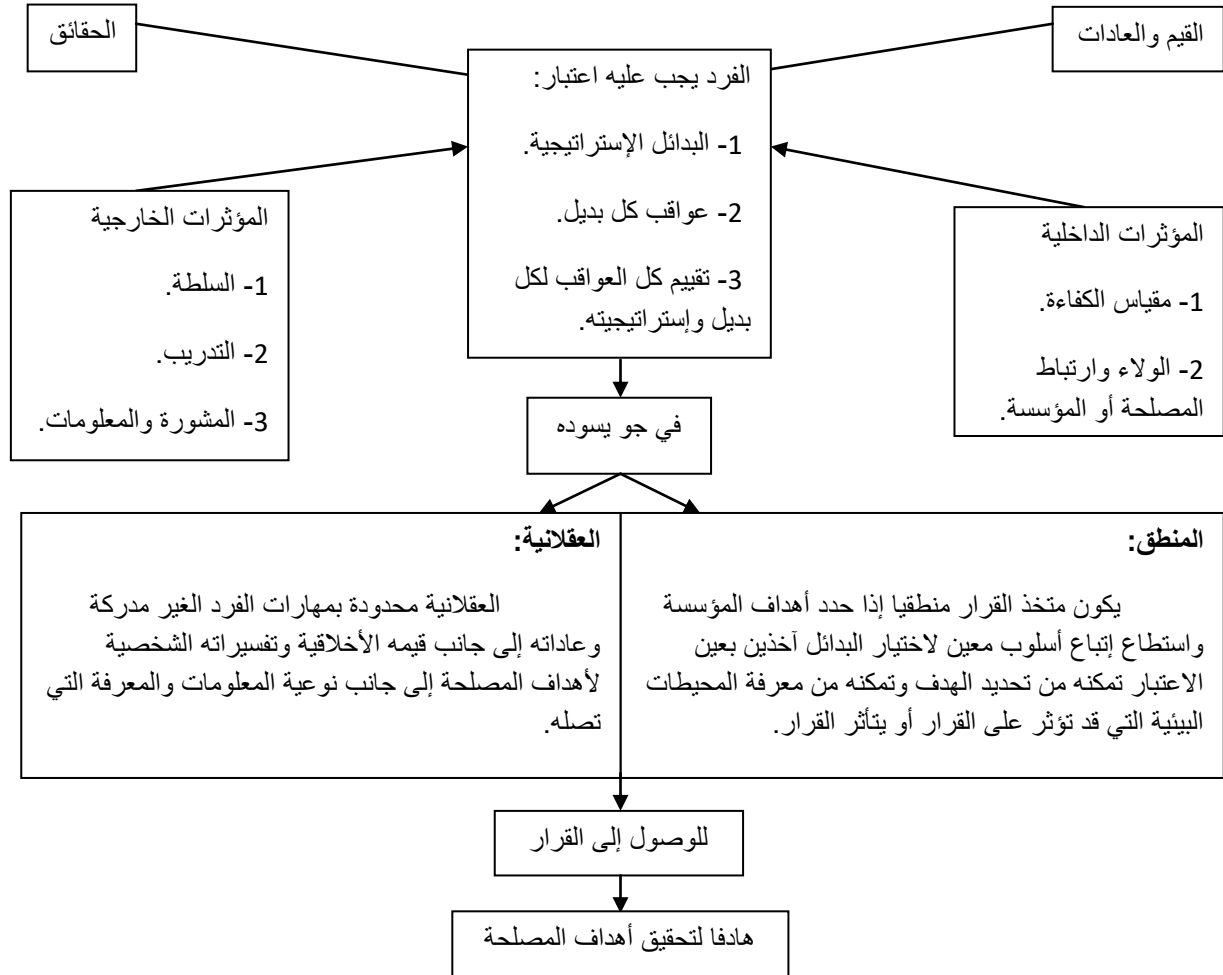 القيم والعادات
الحقائق
الفرد يجب عليه اعتبار:
1- البدائل الإستراتيجية.
2- عواقب كل بديل.
3- تقييم كل العواقب لكل
بديل وإستراتيجيته.
المؤثرات الداخلية
1- مقياس الكفاءة.
2- الولاء وارتباط
المصلحة أو المؤسسة.
المؤثرات الخارجية
1- السلطة.
2- التدريب.
3- المشورة والمعلومات.
في جو يسوده
المنطق:
يكون متخذ القرار منطقيا إذا حدد أهداف المؤسسة
واستطاع إتباع أسلوب معين لاختيار البدائل آخذين بعين
الاعتبار تمكنه من تحديد الهدف وتمكنه من معرفة المحيطات
البيئية التي قد تؤثر على القرار أو يتأثر القرار.
العقلانية:
العقلانية محدودة بمهارات الفرد الغير مدركة
وعاداته إلى جانب قيمه الأخلاقية وتفسيراته الشخصية
لأهداف المصلحة إلى جانب نوعية المعلومات والمعرفة التي
تصله.
للوصول إلى القرار
هادفا لتحقيق أهداف المصلحة